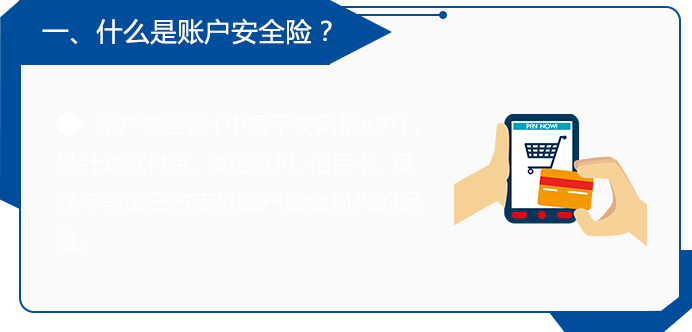 一、什么是账户安全险？
账户安全险（中国平安网银e护），
是针对支付宝、微信支付、信用卡、银
联卡等第三方支付账户资金损失的保
险。
PAY NOW!